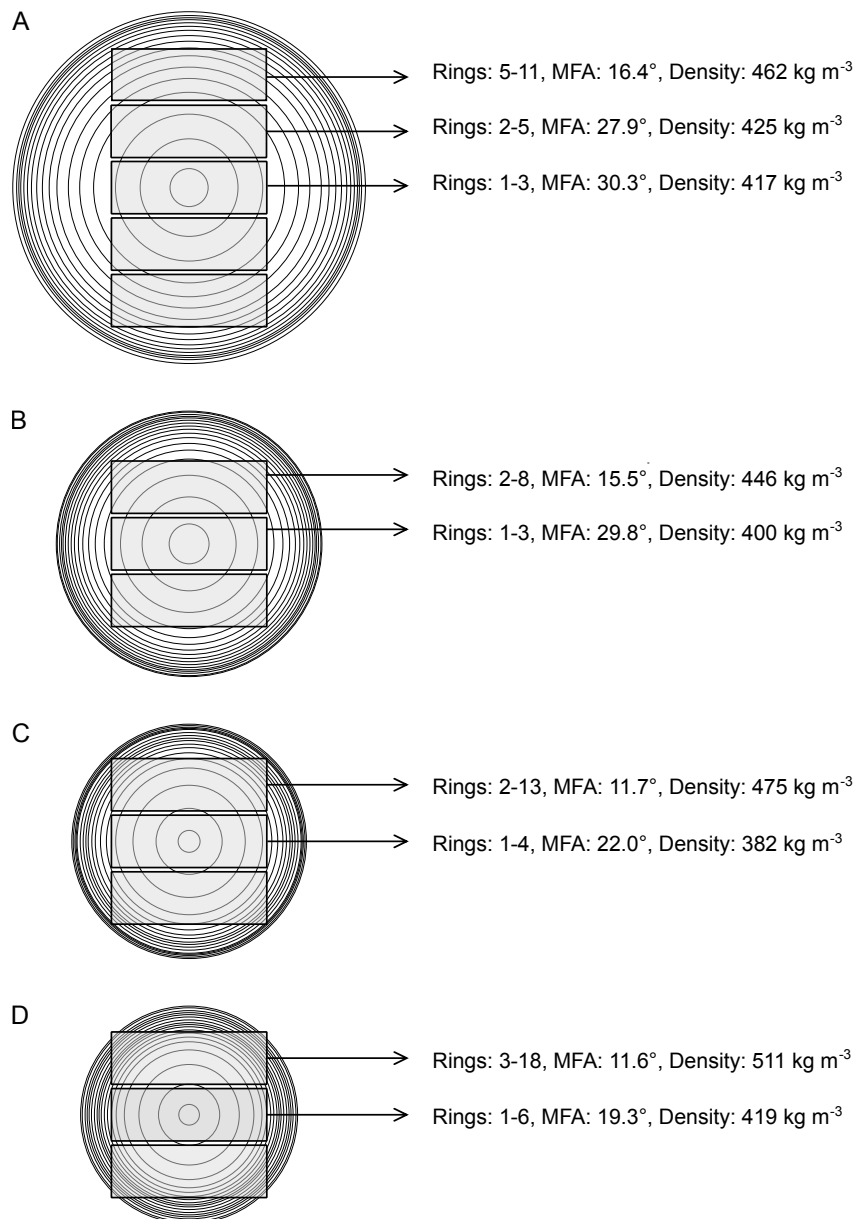 A
Rings: 5-11, MFA: 16.4°, Density: 462 kg m-3
Rings: 2-5, MFA: 27.9°, Density: 425 kg m-3
Rings: 1-3, MFA: 30.3°, Density: 417 kg m-3
B
Rings: 2-8, MFA: 15.5°, Density: 446 kg m-3
Rings: 1-3, MFA: 29.8°, Density: 400 kg m-3
C
Rings: 2-13, MFA: 11.7°, Density: 475 kg m-3
Rings: 1-4, MFA: 22.0°, Density: 382 kg m-3
D
Rings: 3-18, MFA: 11.6°, Density: 511 kg m-3
Rings: 1-6, MFA: 19.3°, Density: 419 kg m-3